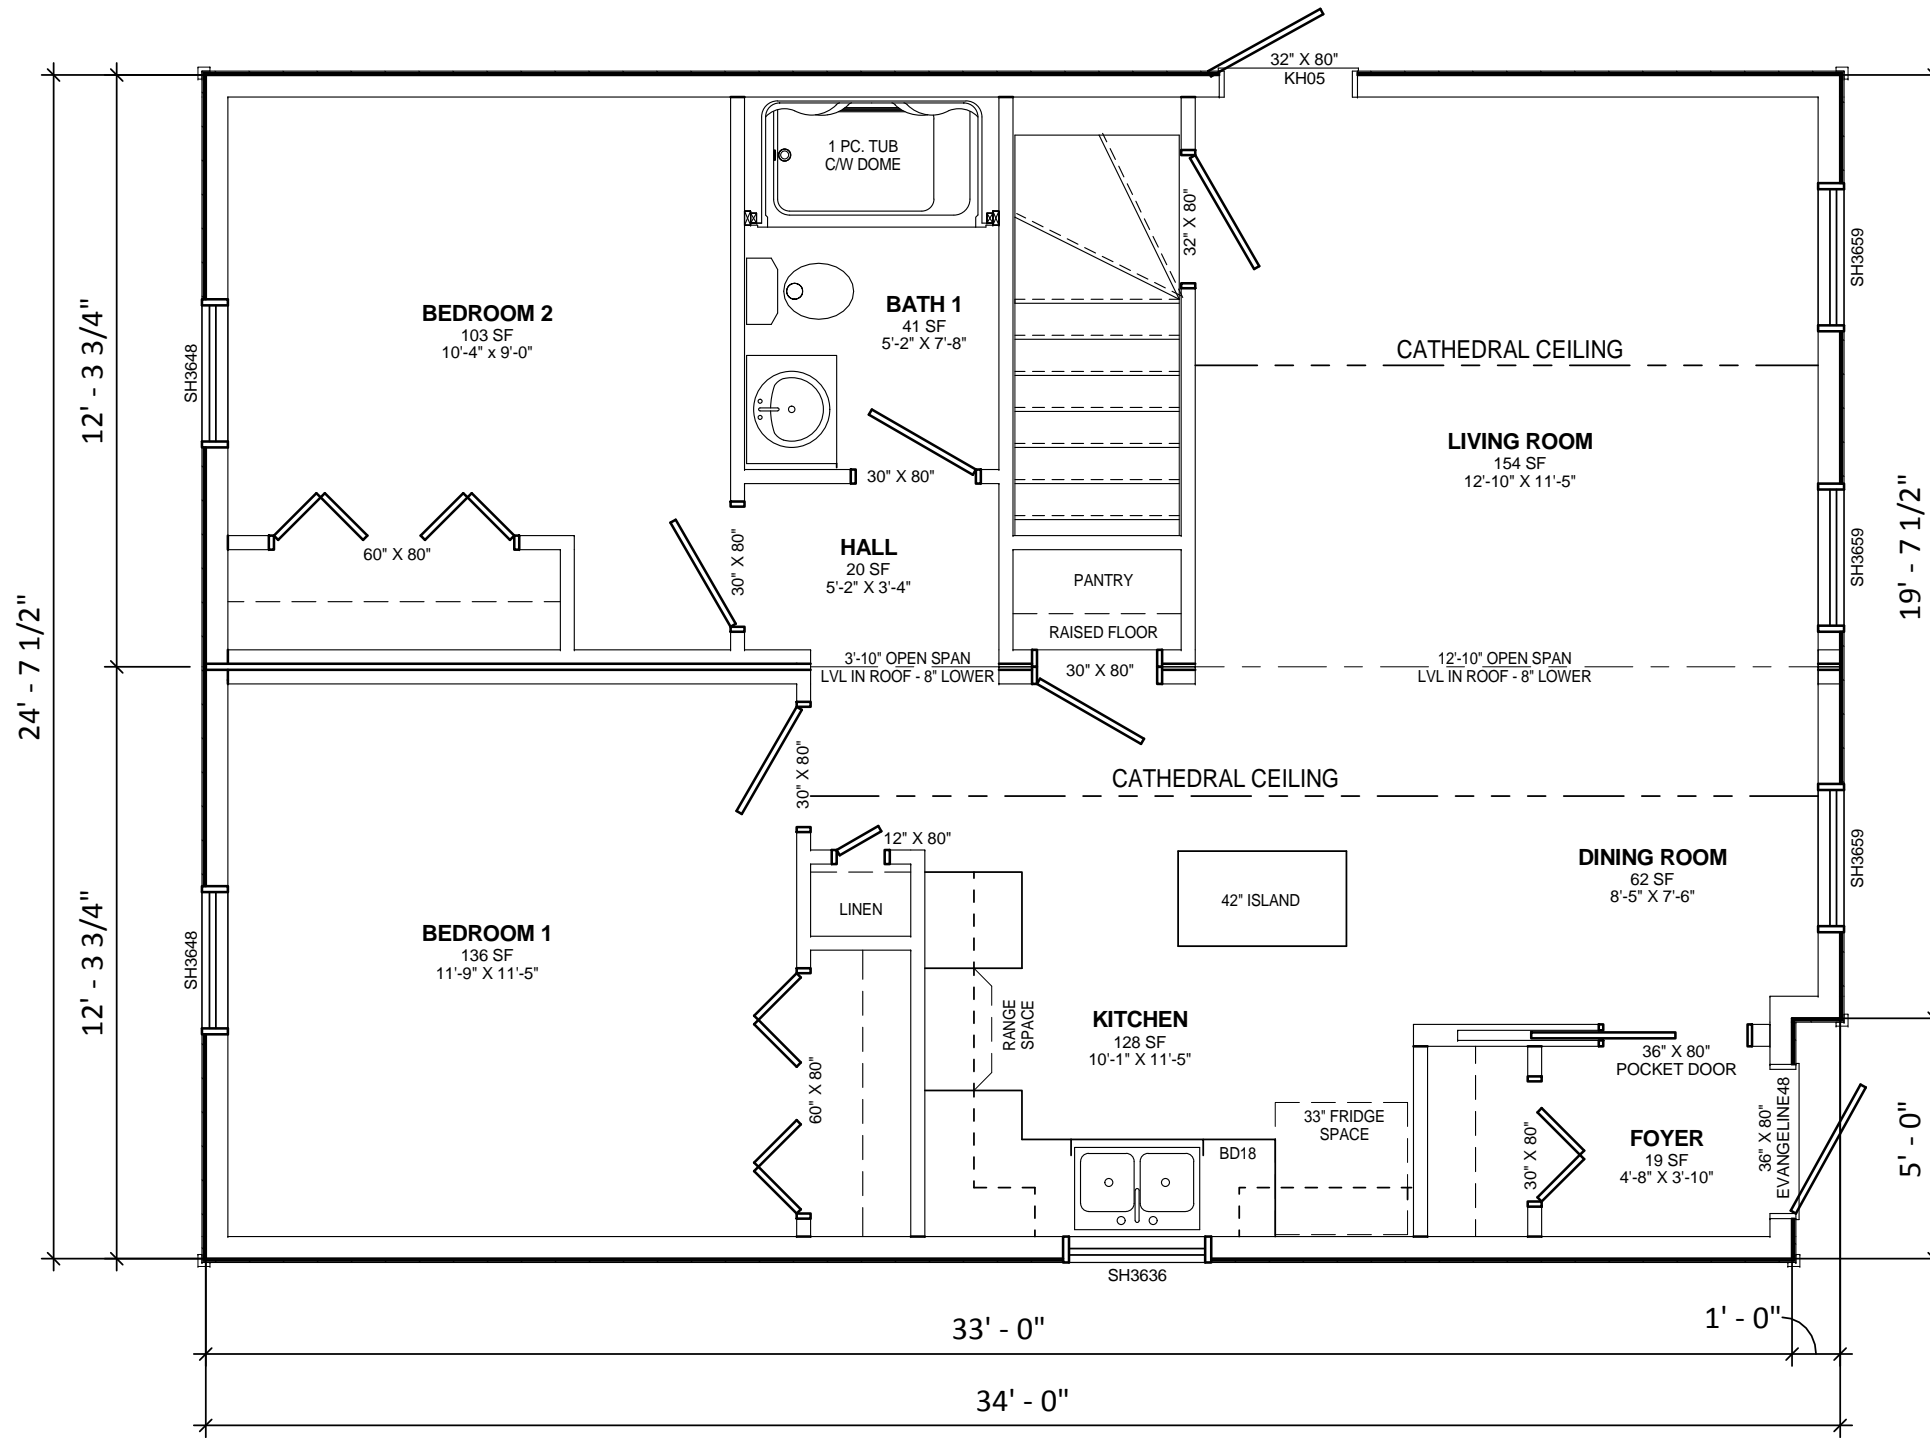 32" X 80"
KH05
1 PC. TUB
C/W DOME
32" X 80"
SH3659
BEDROOM 2
103 SF
10'-4" x 9'-0"
BATH 1
41 SF
5'-2" X 7'-8"
12' - 3 3/4"
SH3648
CATHEDRAL CEILING
LIVING ROOM
154 SF
12'-10" X 11'-5"
30" X 80"
60" X 80"
30" X 80"
HALL
20 SF
5'-2" X 3'-4"
PANTRY
RAISED FLOOR
SH3659
19' - 7 1/2"
24' - 7 1/2"
3'-10" OPEN SPAN
LVL IN ROOF - 8" LOWER
30" X 80"
12'-10" OPEN SPAN
LVL IN ROOF - 8" LOWER
30" X 80"
CATHEDRAL CEILING
12" X 80"
LINEN
42" ISLAND
DINING ROOM
62 SF
8'-5" X 7'-6"
SH3659
12' - 3 3/4"
SH3648
BEDROOM 1
136 SF
11'-9" X 11'-5"
RANGE
SPACE
KITCHEN
128 SF
10'-1" X 11'-5"
60" X 80"
36" X 80"
POCKET DOOR
33" FRIDGE
SPACE
BD18
30" X 80"
FOYER
19 SF
4'-8" X 3'-10"
36" X 80"
EVANGELINE48
5' - 0"
SH3636
33' - 0"
1' - 0"
34' - 0"